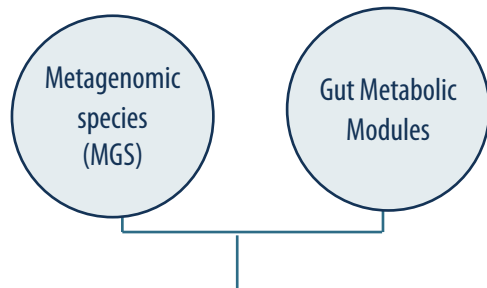 Metagenomic
species
(MGS)
Gut Metabolic
Modules